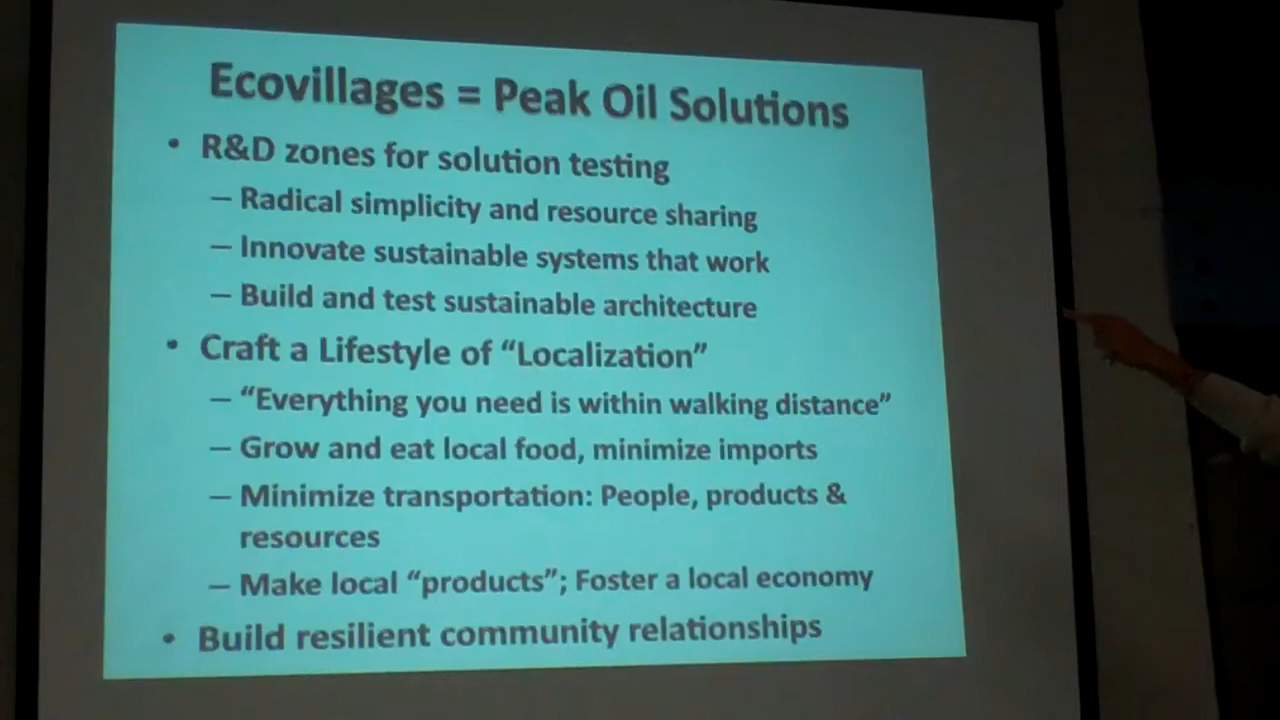 Ecovillages = Peak Oil Solutions
• R&D zones for solution testing
– Radical simplicity and resource sharing
– Innovate sustainable systems that work
– Build and test sustainable architecture
• Craft a Lifestyle of “Localization”
– “Everything you need is within walking distance”
– Grow and eat local food, minimize imports
– Minimize transportation: People, products &
resources
– Make local “products”; Foster a local economy
• Build resilient community relationships